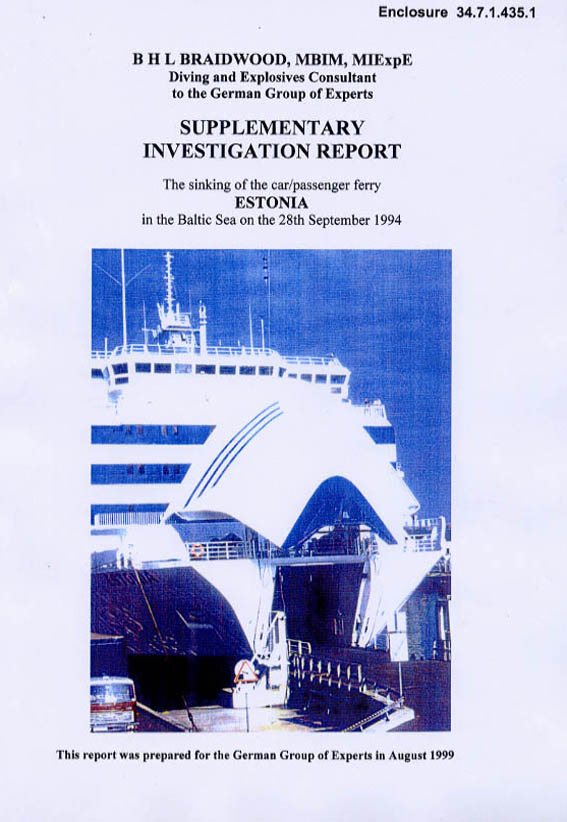 Enclosure 34.7.1.435.1
B H L BRAIDWOOD, MBIM, MIExpE
Diving and Explosives Consultant
to the German Group of Experts
SUPPLEMENTARY
INVESTIGATION REPORT
The sinking of the car/passenger ferry
ESTONIA
in the Baltic Sea on the 28th September 1994
ESTONIA
This report was prepared for the German Group of Experts in August 1999